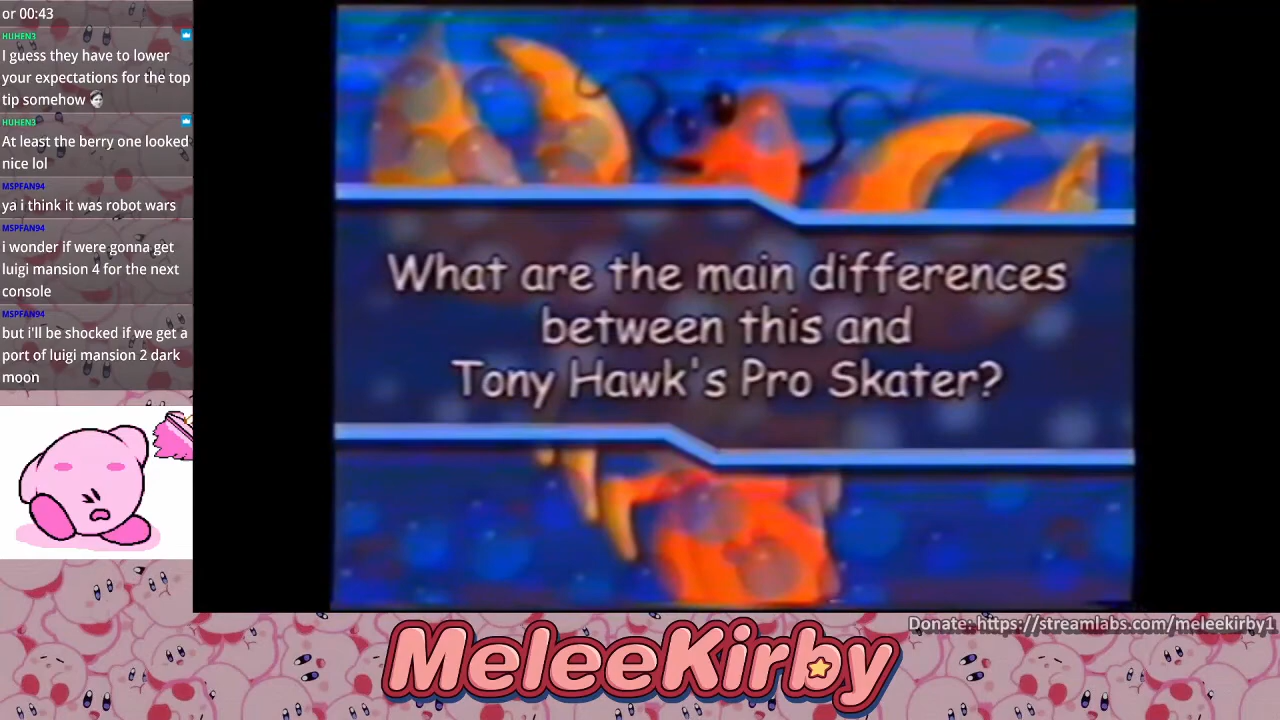 or 00:43
HUHEN3
I guess they have to lower
your expectations for the top
tip somehow
HUHEN3
At least the berry one looked
nice lol
MSPFAN94
ya i think it was robot wars
MSPFAN94
i wonder if were gonna get
luigi mansion 4 for the next
console
MSPFAN94
but i'll be shocked if we get a
port of luigi mansion 2 dark
moon
What are the main differences
between this and
Tony Hawk's Pro Skater?
Donate: https://streamlabs.com/meleekirby1
MeleeKirby